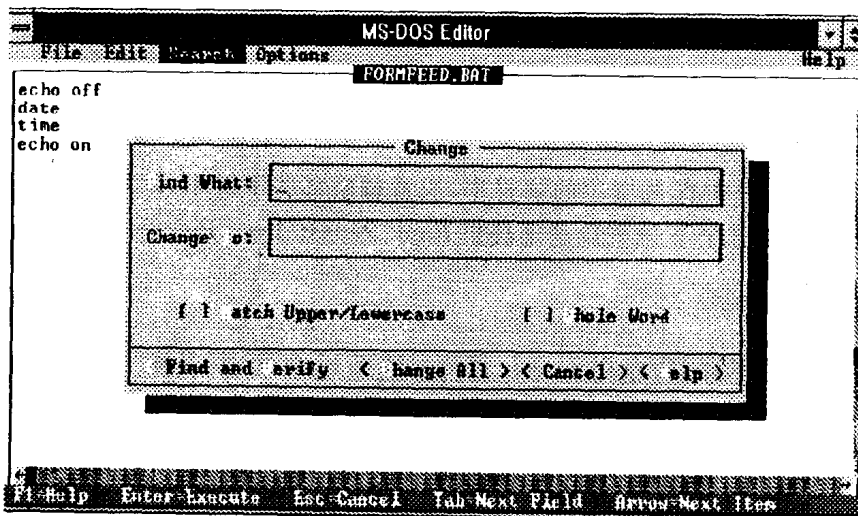 MS-DOS Editor
File Edit Search Options Help
FORMFEED.BAT
echo off
date
time
echo on
Change
ind What:
Change o:
[ ] atch Upper/Lowercase [ ] hole Word
Find and erify < hange All > < Cancel > < elp >
F1=Help Enter=Execute Esc=Cancel Tab=Next Field Arrow=Next Item